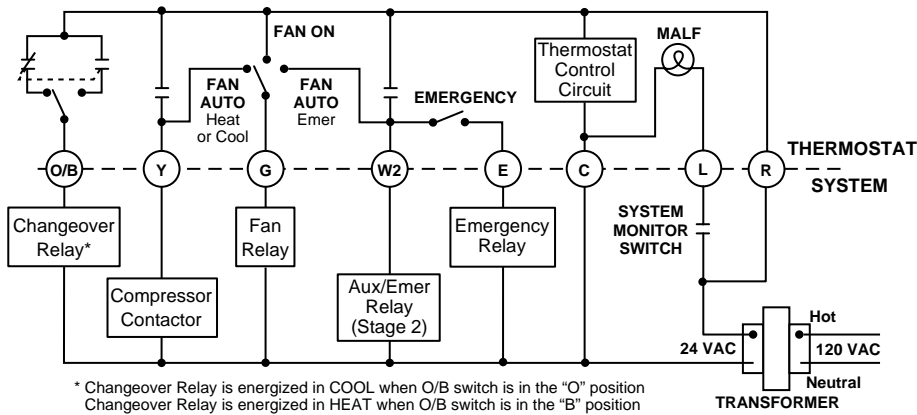 FAN ON
MALF
Thermostat
Control
Circuit
FAN
AUTO
Heat
or Cool
FAN
AUTO
Emer
EMERGENCY
THERMOSTAT
O/B
Y
G
W2
E
C
L
R
SYSTEM
Changeover
Relay*
Fan
Relay
Emergency
Relay
SYSTEM
MONITOR
SWITCH
Compressor
Contactor
Aux/Emer
Relay
(Stage 2)
Hot
24 VAC
120 VAC
Neutral
TRANSFORMER
* Changeover Relay is energized in COOL when O/B switch is in the “O” position
Changeover Relay is energized in HEAT when O/B switch is in the “B” position